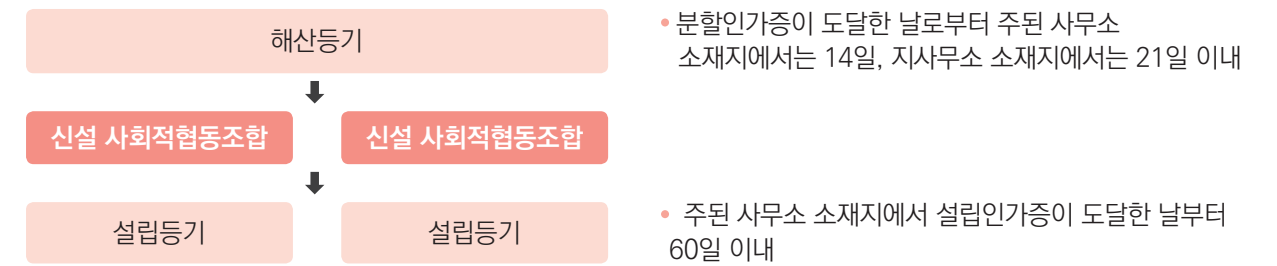 해산등기
• 분할인가증이 도달한 날로부터 주된 사무소
소재지에서는 14일, 지사무소 소재지에서는 21일 이내
신설 사회적협동조합
신설 사회적협동조합
설립등기
설립등기
• 주된 사무소 소재지에서 설립인가증이 도달한 날부터
60일 이내